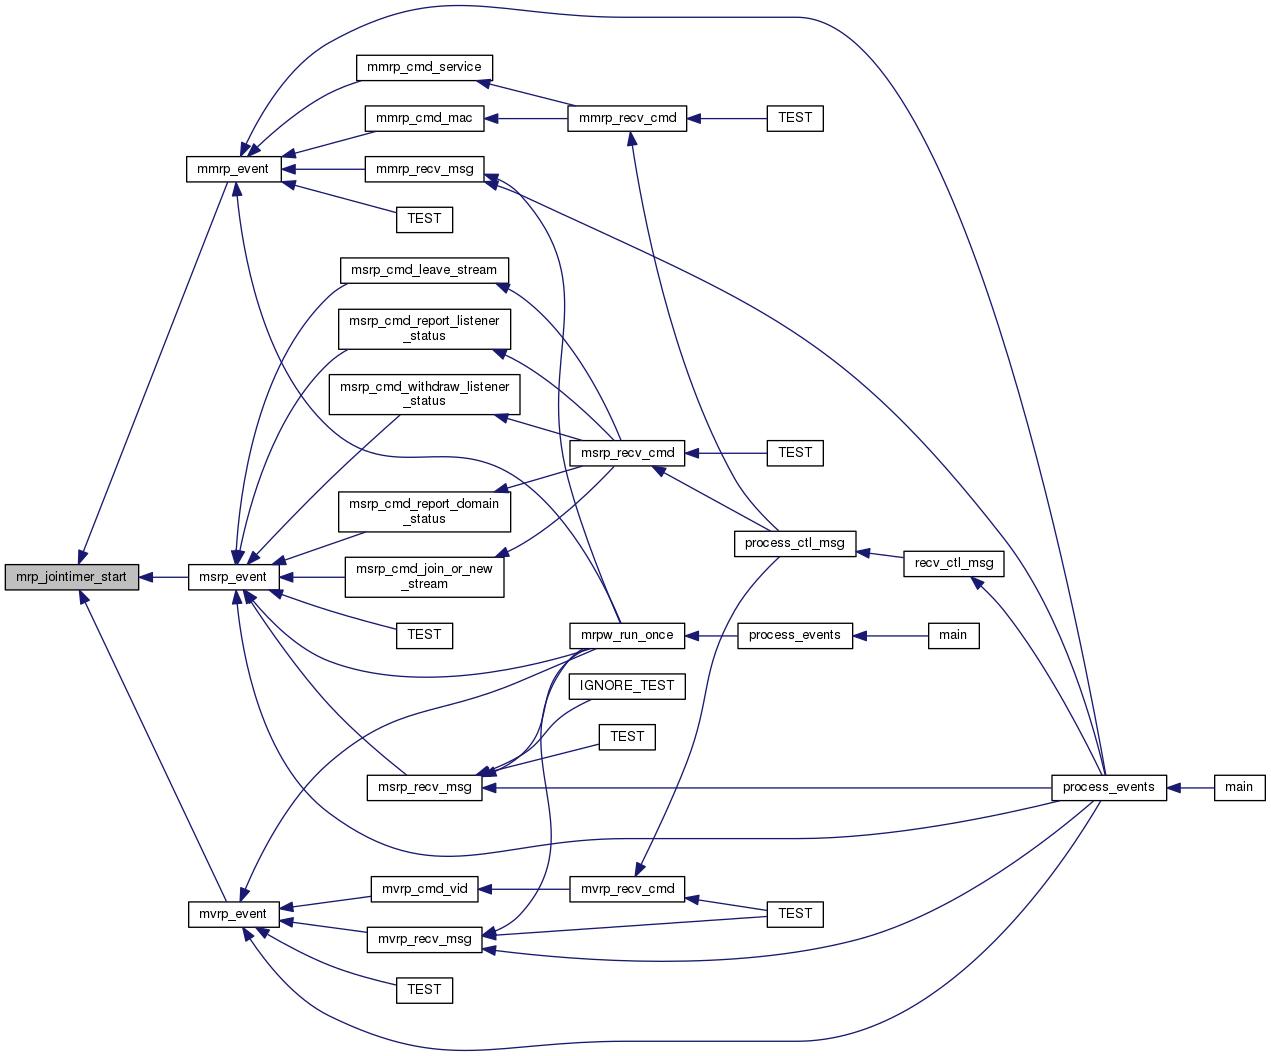 mmrp_cmd_service
mmrp_cmd_mac
mmrp_recv_cmd
TEST
mmrp_event
mmrp_recv_msg
TEST
msrp_cmd_leave_stream
msrp_cmd_report_listener
_status
msrp_cmd_withdraw_listener
_status
msrp_recv_cmd
TEST
msrp_cmd_report_domain
_status
process_ctl_msg
recv_ctl_msg
mrp_jointimer_start
msrp_event
msrp_cmd_join_or_new
_stream
TEST
mrpw_run_once
process_events
main
IGNORE_TEST
TEST
msrp_recv_msg
process_events
main
mvrp_cmd_vid
mvrp_recv_cmd
mvrp_event
TEST
mvrp_recv_msg
TEST